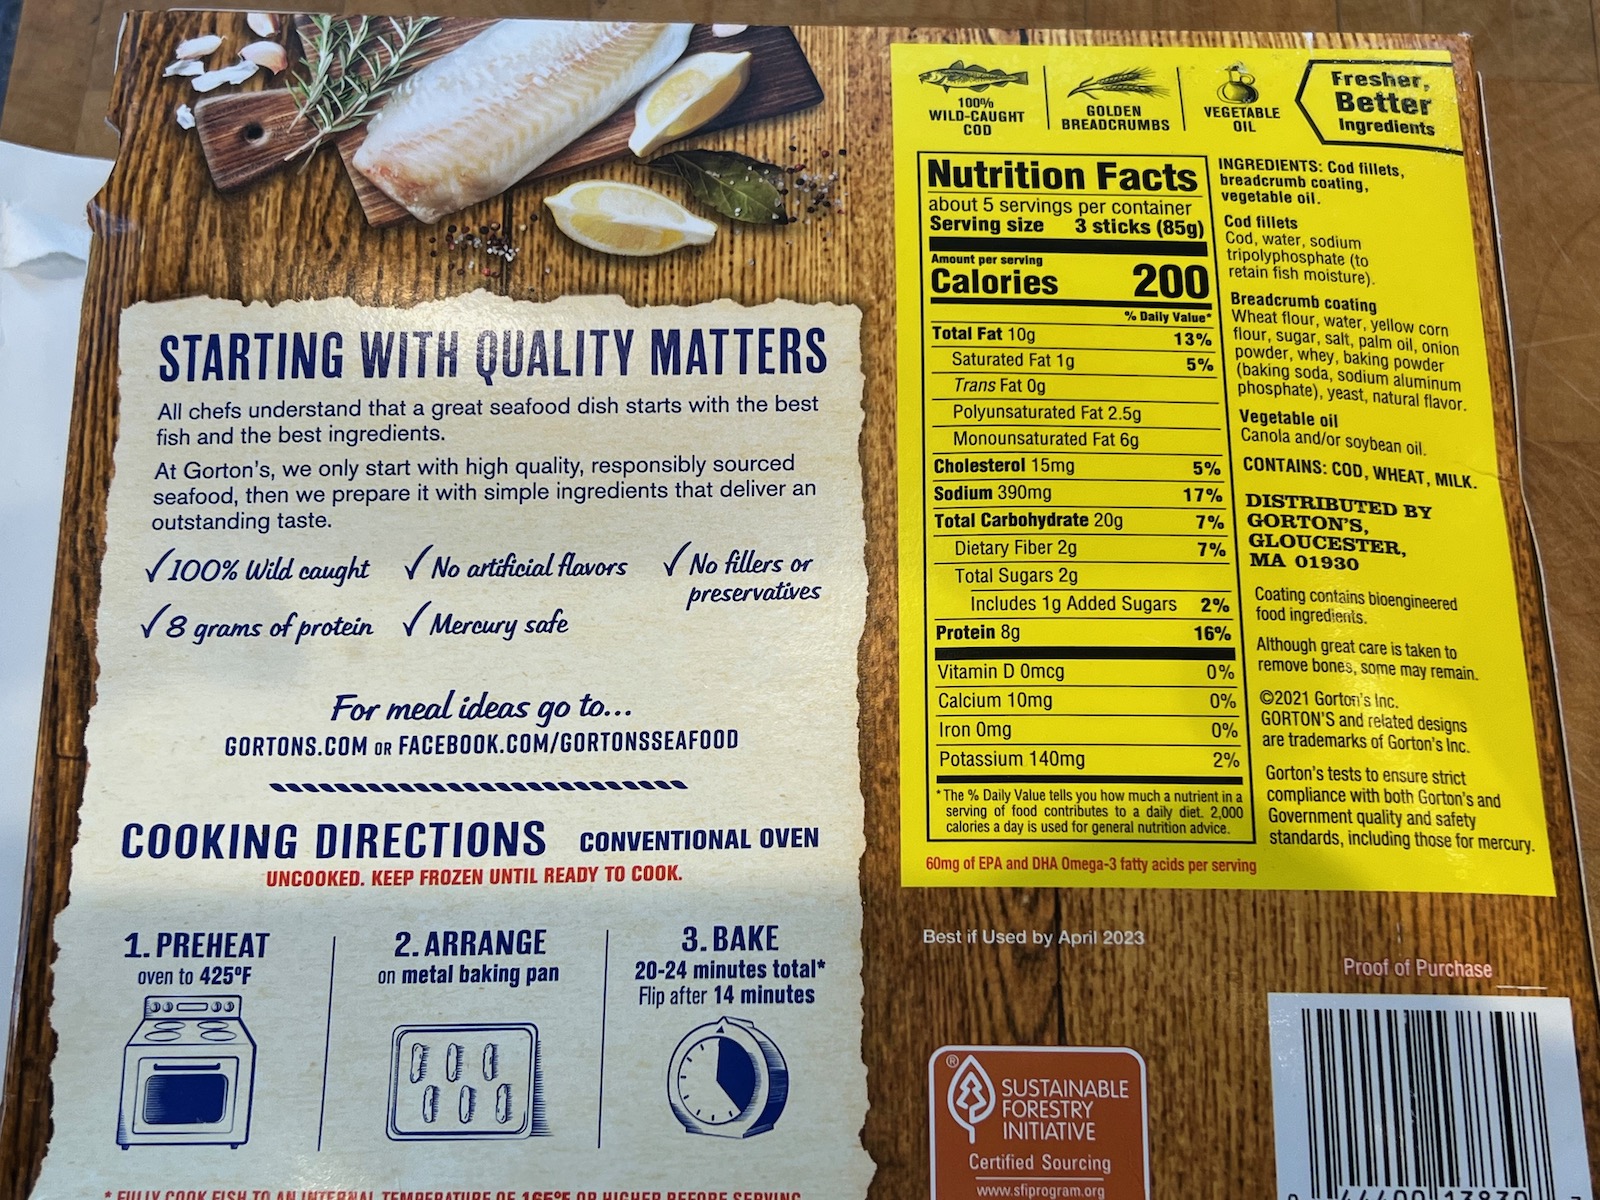 STARTING WITH QUALITY MATTERS
All chefs understand that a great seafood dish starts with the best
fish and the best ingredients.
At Gorton's, we only start with high quality, responsibly sourced
seafood, then we prepare it with simple ingredients that deliver an
outstanding taste.
✓100% Wild caught ✓ No artificial flavors ✓ No fillers or
preservatives
✓8 grams of protein ✓ Mercury safe
For meal ideas go to...
GORTONS.COM OR FACEBOOK.COM/GORTONSSEAFOOD
COOKING DIRECTIONS CONVENTIONAL OVEN
UNCOOKED. KEEP FROZEN UNTIL READY TO COOK.
1. PREHEAT
oven to 425°F
2. ARRANGE
on metal baking pan
3. BAKE
20-24 minutes total*
Flip after 14 minutes
* FULLY COOK FISH TO AN INTERNAL TEMPERATURE OF 165°F OR HIGHER BEFORE SERVING
100%
WILD-CAUGHT
COD
GOLDEN
BREADCRUMBS
VEGETABLE
OIL
Fresher,
Better
Ingredients
Nutrition Facts
about 5 servings per container
Serving size 3 sticks (85g)
Amount per serving
Calories 200
% Daily Value*
Total Fat 10g 13%
Saturated Fat 1g 5%
Trans Fat 0g
Polyunsaturated Fat 2.5g
Monounsaturated Fat 6g
Cholesterol 15mg 5%
Sodium 390mg 17%
Total Carbohydrate 20g 7%
Dietary Fiber 2g 7%
Total Sugars 2g
Includes 1g Added Sugars 2%
Protein 8g 16%
Vitamin D 0mcg 0%
Calcium 10mg 0%
Iron 0mg 0%
Potassium 140mg 2%
*The % Daily Value tells you how much a nutrient in a
serving of food contributes to a daily diet. 2,000
calories a day is used for general nutrition advice.
60mg of EPA and DHA Omega-3 fatty acids per serving
INGREDIENTS: Cod fillets,
breadcrumb coating,
vegetable oil.
Cod fillets
Cod, water, sodium
tripolyphosphate (to
retain fish moisture).
Breadcrumb coating
Wheat flour, water, yellow corn
flour, sugar, salt, palm oil, onion
powder, whey, baking powder
(baking soda, sodium aluminum
phosphate), yeast, natural flavor.
Vegetable oil
Canola and/or soybean oil.
CONTAINS: COD, WHEAT, MILK.
DISTRIBUTED BY
GORTON'S,
GLOUCESTER,
MA 01930
Coating contains bioengineered
food ingredients.
Although great care is taken to
remove bones, some may remain.
©2021 Gorton's Inc.
GORTON'S and related designs
are trademarks of Gorton's Inc.
Gorton's tests to ensure strict
compliance with both Gorton's and
Government quality and safety
standards, including those for mercury.
Best if Used by April 2023
Proof of Purchase
®
SUSTAINABLE
FORESTRY
INITIATIVE
Certified Sourcing
www.sfiprogram.org